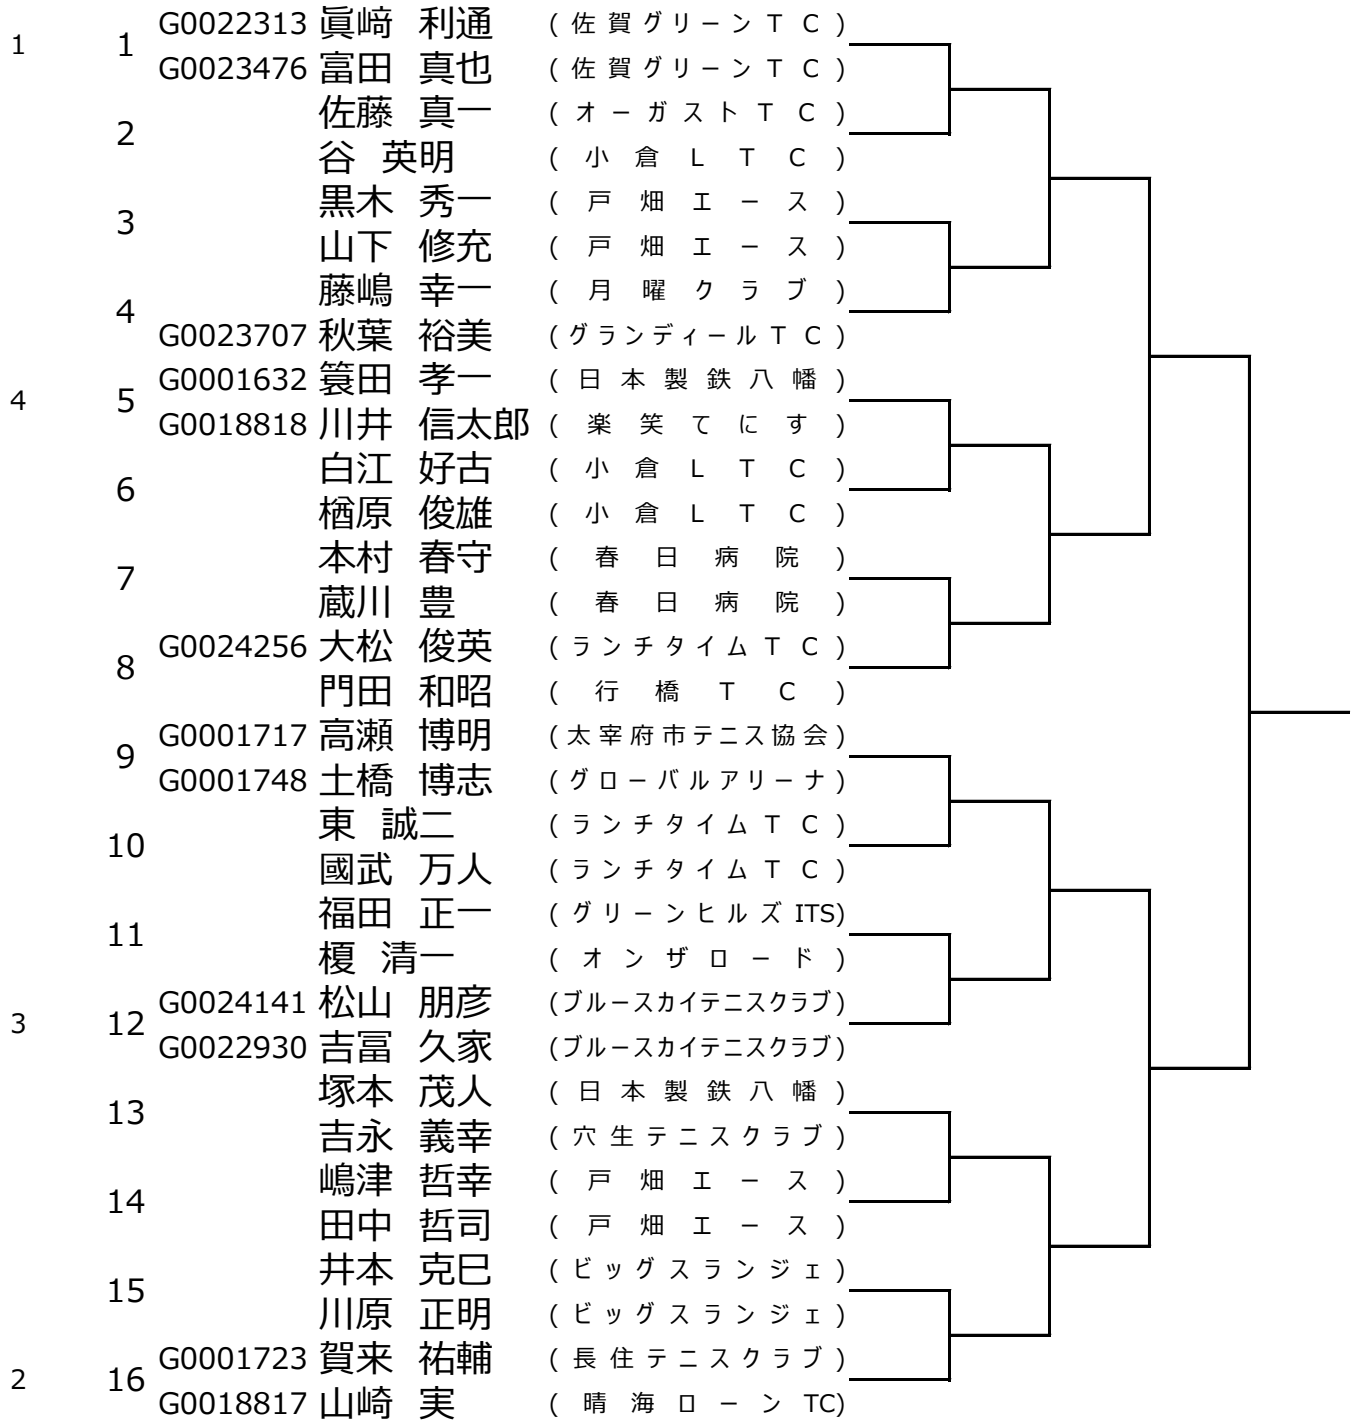 G0022313 眞﨑 利通 (佐賀グリーンTC)
1 1
G0023476 富田 真也 (佐賀グリーンTC)
佐藤 真一 (オーガストTC)
2
谷 英明 (小倉LTC)
黒木 秀一 (戸畑エース)
3
山下 修充 (戸畑エース)
藤嶋 幸一 (月曜クラブ)
4
G0023707 秋葉 裕美 (グランディールTC)
G0001632 簑田 孝一 (日本製鉄八幡)
4 5
G0018818 川井 信太郎 (楽笑てにす)
白江 好古 (小倉LTC)
6
楢原 俊雄 (小倉LTC)
本村 春守 (春日病院)
7
蔵川 豊 (春日病院)
G0024256 大松 俊英 (ランチタイムTC)
8
門田 和昭 (行橋TC)
G0001717 高瀬 博明 (太宰府市テニス協会)
9
G0001748 土橋 博志 (グローバルアリーナ)
東 誠二 (ランチタイムTC)
10
國武 万人 (ランチタイムTC)
福田 正一 (グリーンヒルズITS)
11
榎 清一 (オンザロード)
G0024141 松山 朋彦 (ブルースカイテニスクラブ)
3 12
G0022930 吉冨 久家 (ブルースカイテニスクラブ)
塚本 茂人 (日本製鉄八幡)
13
吉永 義幸 (穴生テニスクラブ)
嶋津 哲幸 (戸畑エース)
14
田中 哲司 (戸畑エース)
井本 克巳 (ビッグスランジェ)
15
川原 正明 (ビッグスランジェ)
G0001723 賀来 祐輔 (長住テニスクラブ)
2 16
G0018817 山崎 実 (晴海ローンTC)